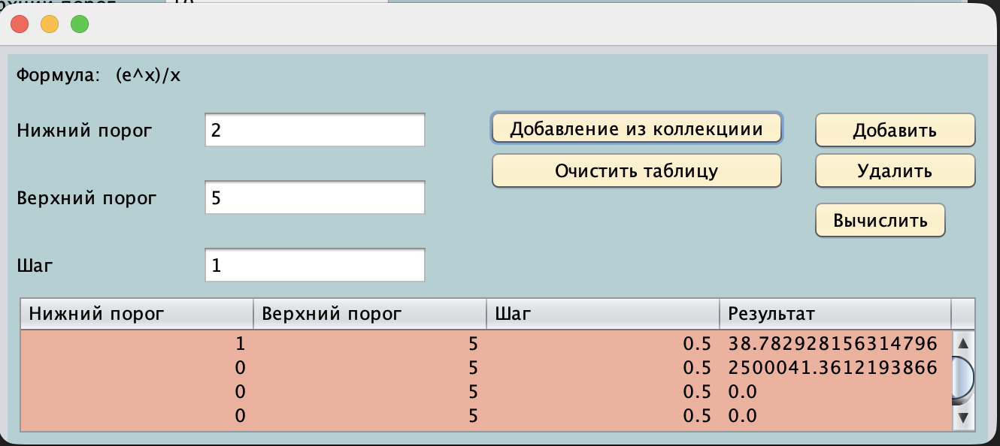 Формула: (e^x)/x
Нижний порог 2
Добавление из коллекциии
Добавить
Очистить таблицу
Удалить
Верхний порог 5
Вычислить
Шаг 1
Нижний порог Верхний порог Шаг Результат
1 5 0.5 38.782928156314796
0 5 0.5 2500041.3612193866
0 5 0.5 0.0
0 5 0.5 0.0